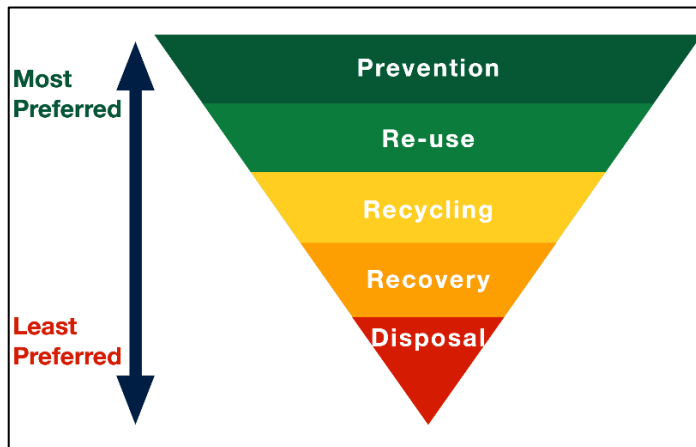 Most
Preferred
Prevention
Re-use
Recycling
Recovery
Least
Preferred
Disposal